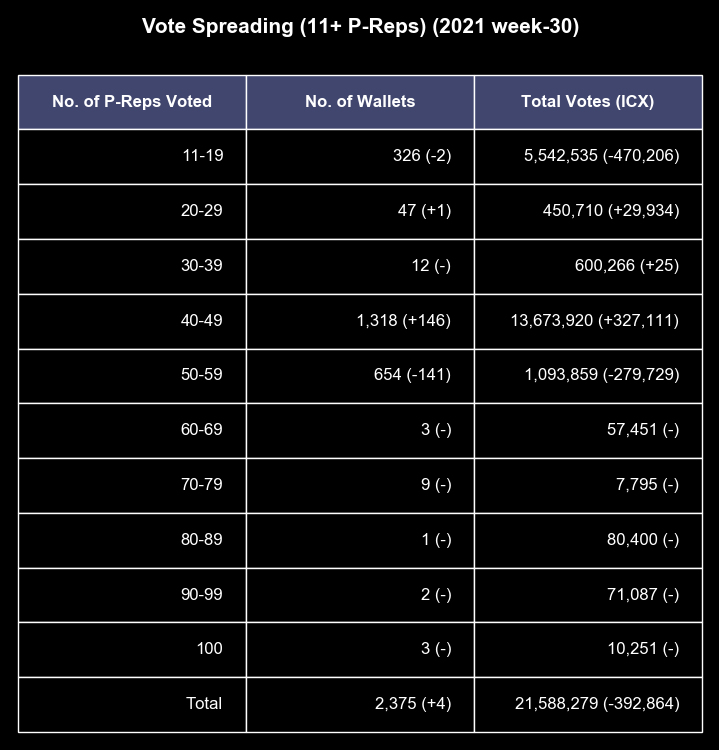 Vote Spreading (11+ P-Reps) (2021 week-30)
No. of P-Reps Voted No. of Wallets Total Votes (ICX)
11-19 326 (-2) 5,542,535 (-470,206)
20-29 47 (+1) 450,710 (+29,934)
30-39 12 (-) 600,266 (+25)
40-49 1,318 (+146) 13,673,920 (+327,111)
50-59 654 (-141) 1,093,859 (-279,729)
60-69 3 (-) 57,451 (-)
70-79 9 (-) 7,795 (-)
80-89 1 (-) 80,400 (-)
90-99 2 (-) 71,087 (-)
100 3 (-) 10,251 (-)
Total 2,375 (+4) 21,588,279 (-392,864)